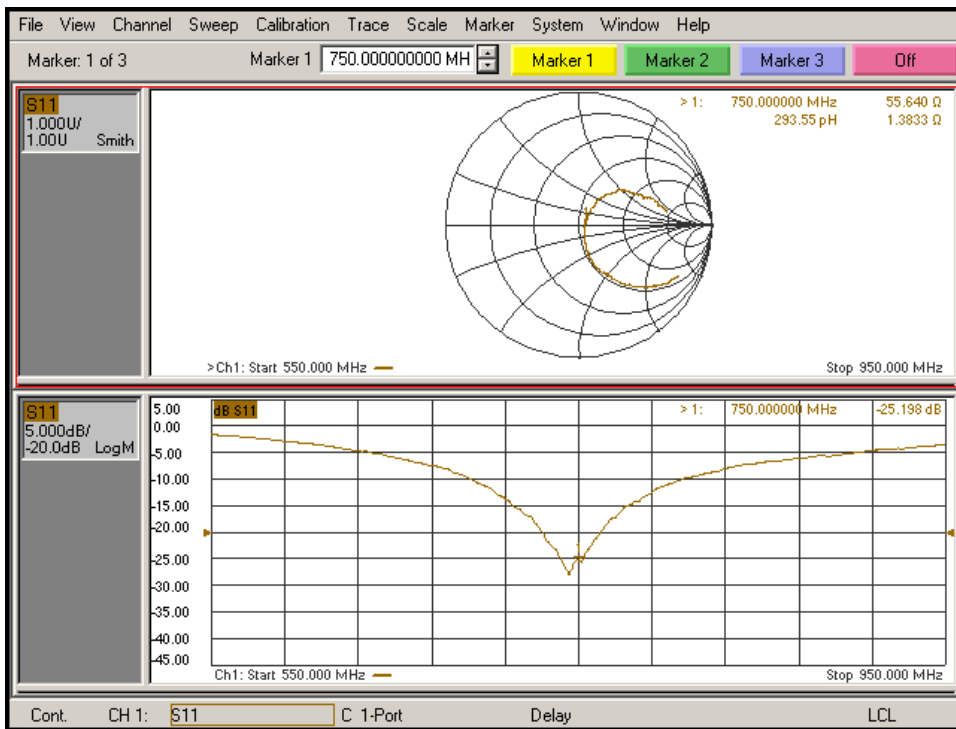 File View Channel Sweep Calibration Trace Scale Marker System Window Help
Marker: 1 of 3 Marker 1 750.000000000 MH Marker 1 Marker 2 Marker 3 Off
S11
1.000U/
1.00U Smith
> 1: 750.000000 MHz 55.640 Ω
293.55 pH 1.3833 Ω
>Ch1: Start 550.000 MHz Stop 950.000 MHz
S11
5.000dB/
-20.0dB LogM
5.00
0.00
-5.00
-10.00
-15.00
-20.00
-25.00
-30.00
-35.00
-40.00
-45.00
dB S11
> 1: 750.000000 MHz -25.198 dB
Ch1: Start 550.000 MHz Stop 950.000 MHz
Cont. CH 1: S11 C 1-Port Delay LCL